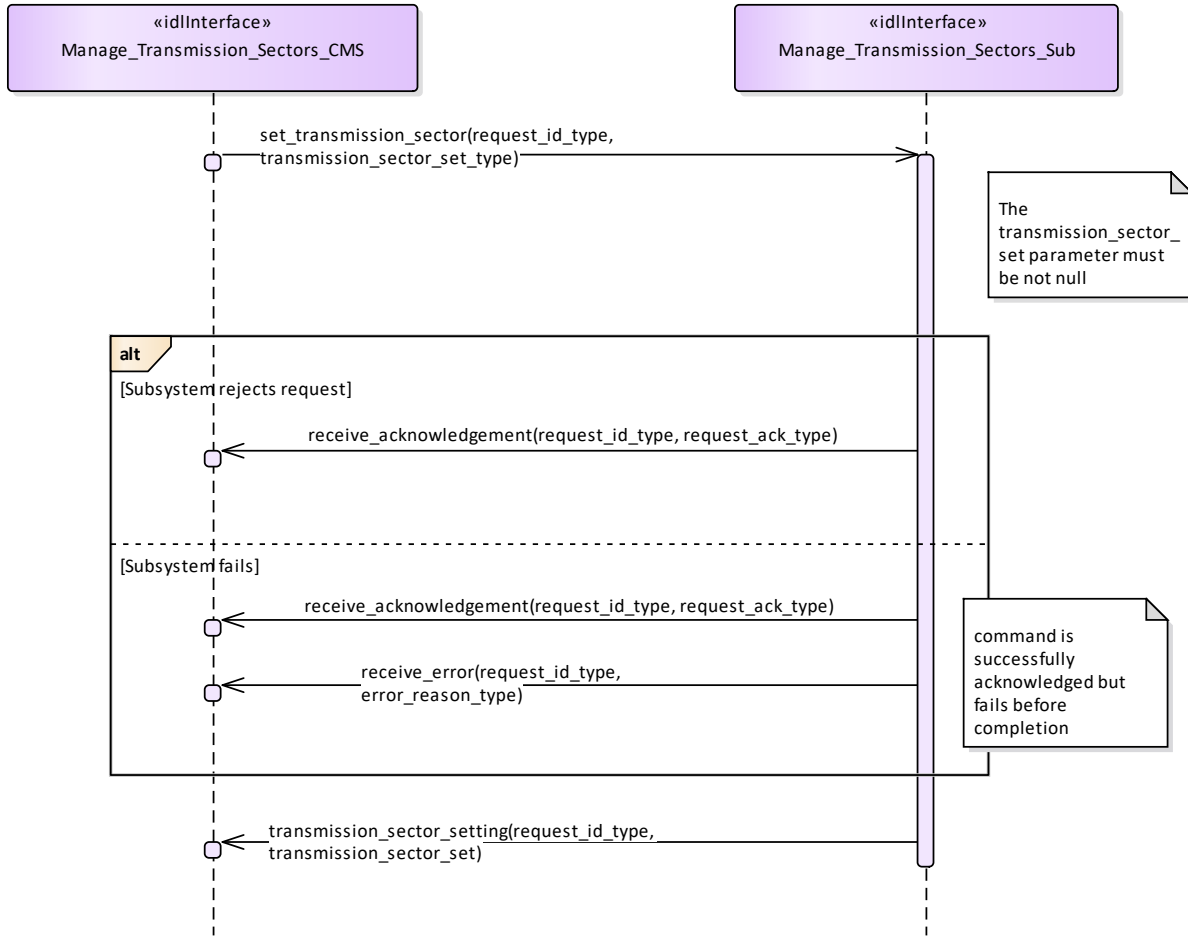 «idlInterface»
Manage_Transmission_Sectors_CMS
«idlInterface»
Manage_Transmission_Sectors_Sub
set_transmission_sector(request_id_type,
transmission_sector_set_type)
The
transmission_sector_
set parameter must
be not null
alt
[Subsystem rejects request]
receive_acknowledgement(request_id_type, request_ack_type)
[Subsystem fails]
receive_acknowledgement(request_id_type, request_ack_type)
command is
successfully
acknowledged but
fails before
completion
receive_error(request_id_type,
error_reason_type)
transmission_sector_setting(request_id_type,
transmission_sector_set)